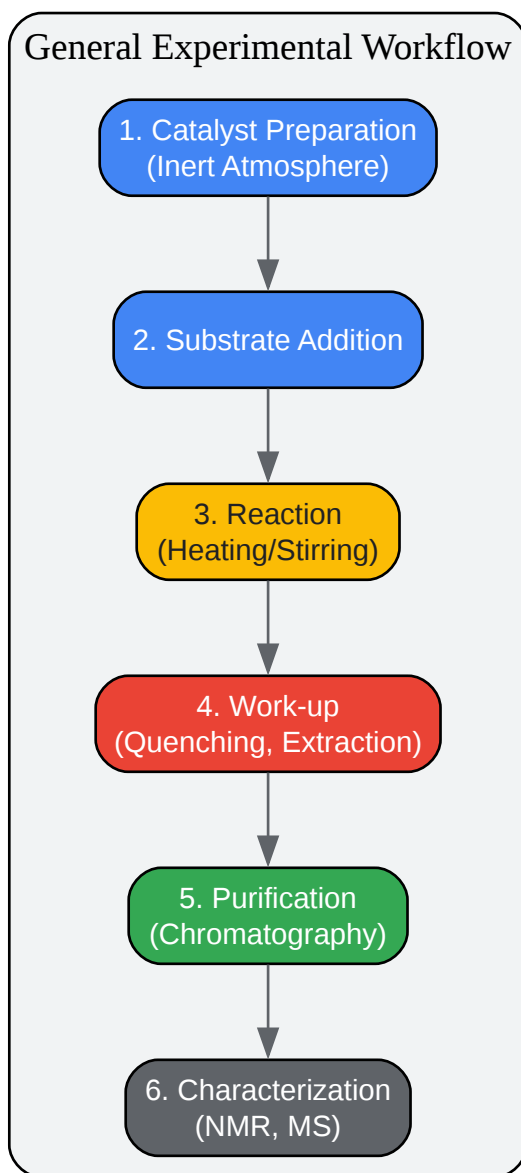 General Experimental Workflow
1. Catalyst Preparation
(Inert Atmosphere)
2. Substrate Addition
3. Reaction
(Heating/Stirring)
4. Work-up
(Quenching, Extraction)
5. Purification
(Chromatography)
6. Characterization
(NMR, MS)